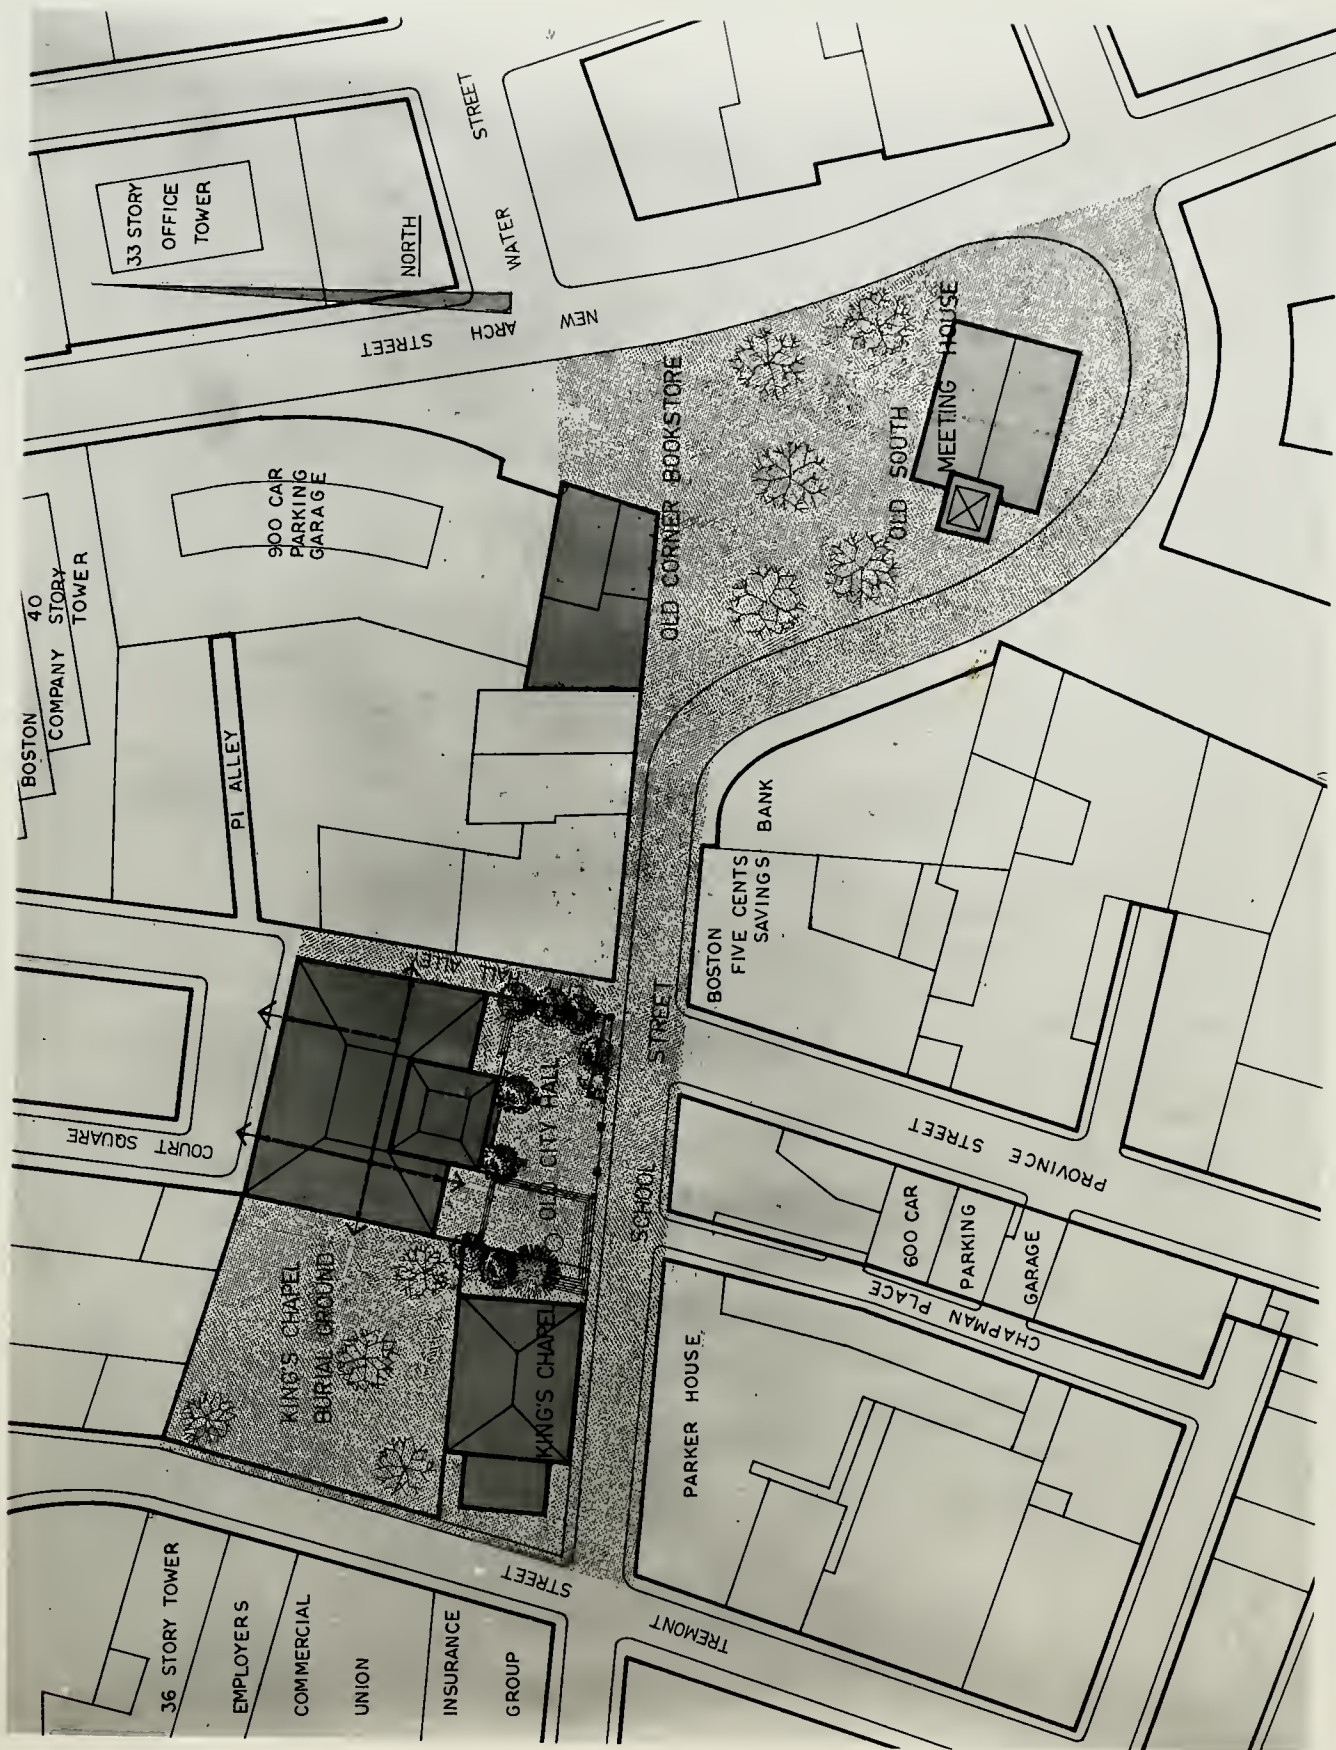 36 STORY TOWER
EMPLOYERS
COMMERCIAL
UNION
INSURANCE
GROUP
TREMONT
STREET
KING'S CHAPEL
BURIAL GROUND
KING'S CHAPEL
OLD CITY HALL
COURT SQUARE
HALL ALLEY
SCHOOL STREET
PARKER HOUSE
CHAPMAN PLACE
600 CAR
PARKING
GARAGE
PROVINCE STREET
BOSTON
FIVE CENTS
SAVINGS BANK
PI ALLEY
BOSTON
COMPANY
40
STORY
TOWER
900 CAR
PARKING
GARAGE
OLD CORNER BOOKSTORE
OLD SOUTH
MEETING HOUSE
NEW ARCH STREET
WATER STREET
NORTH
33 STORY
OFFICE
TOWER